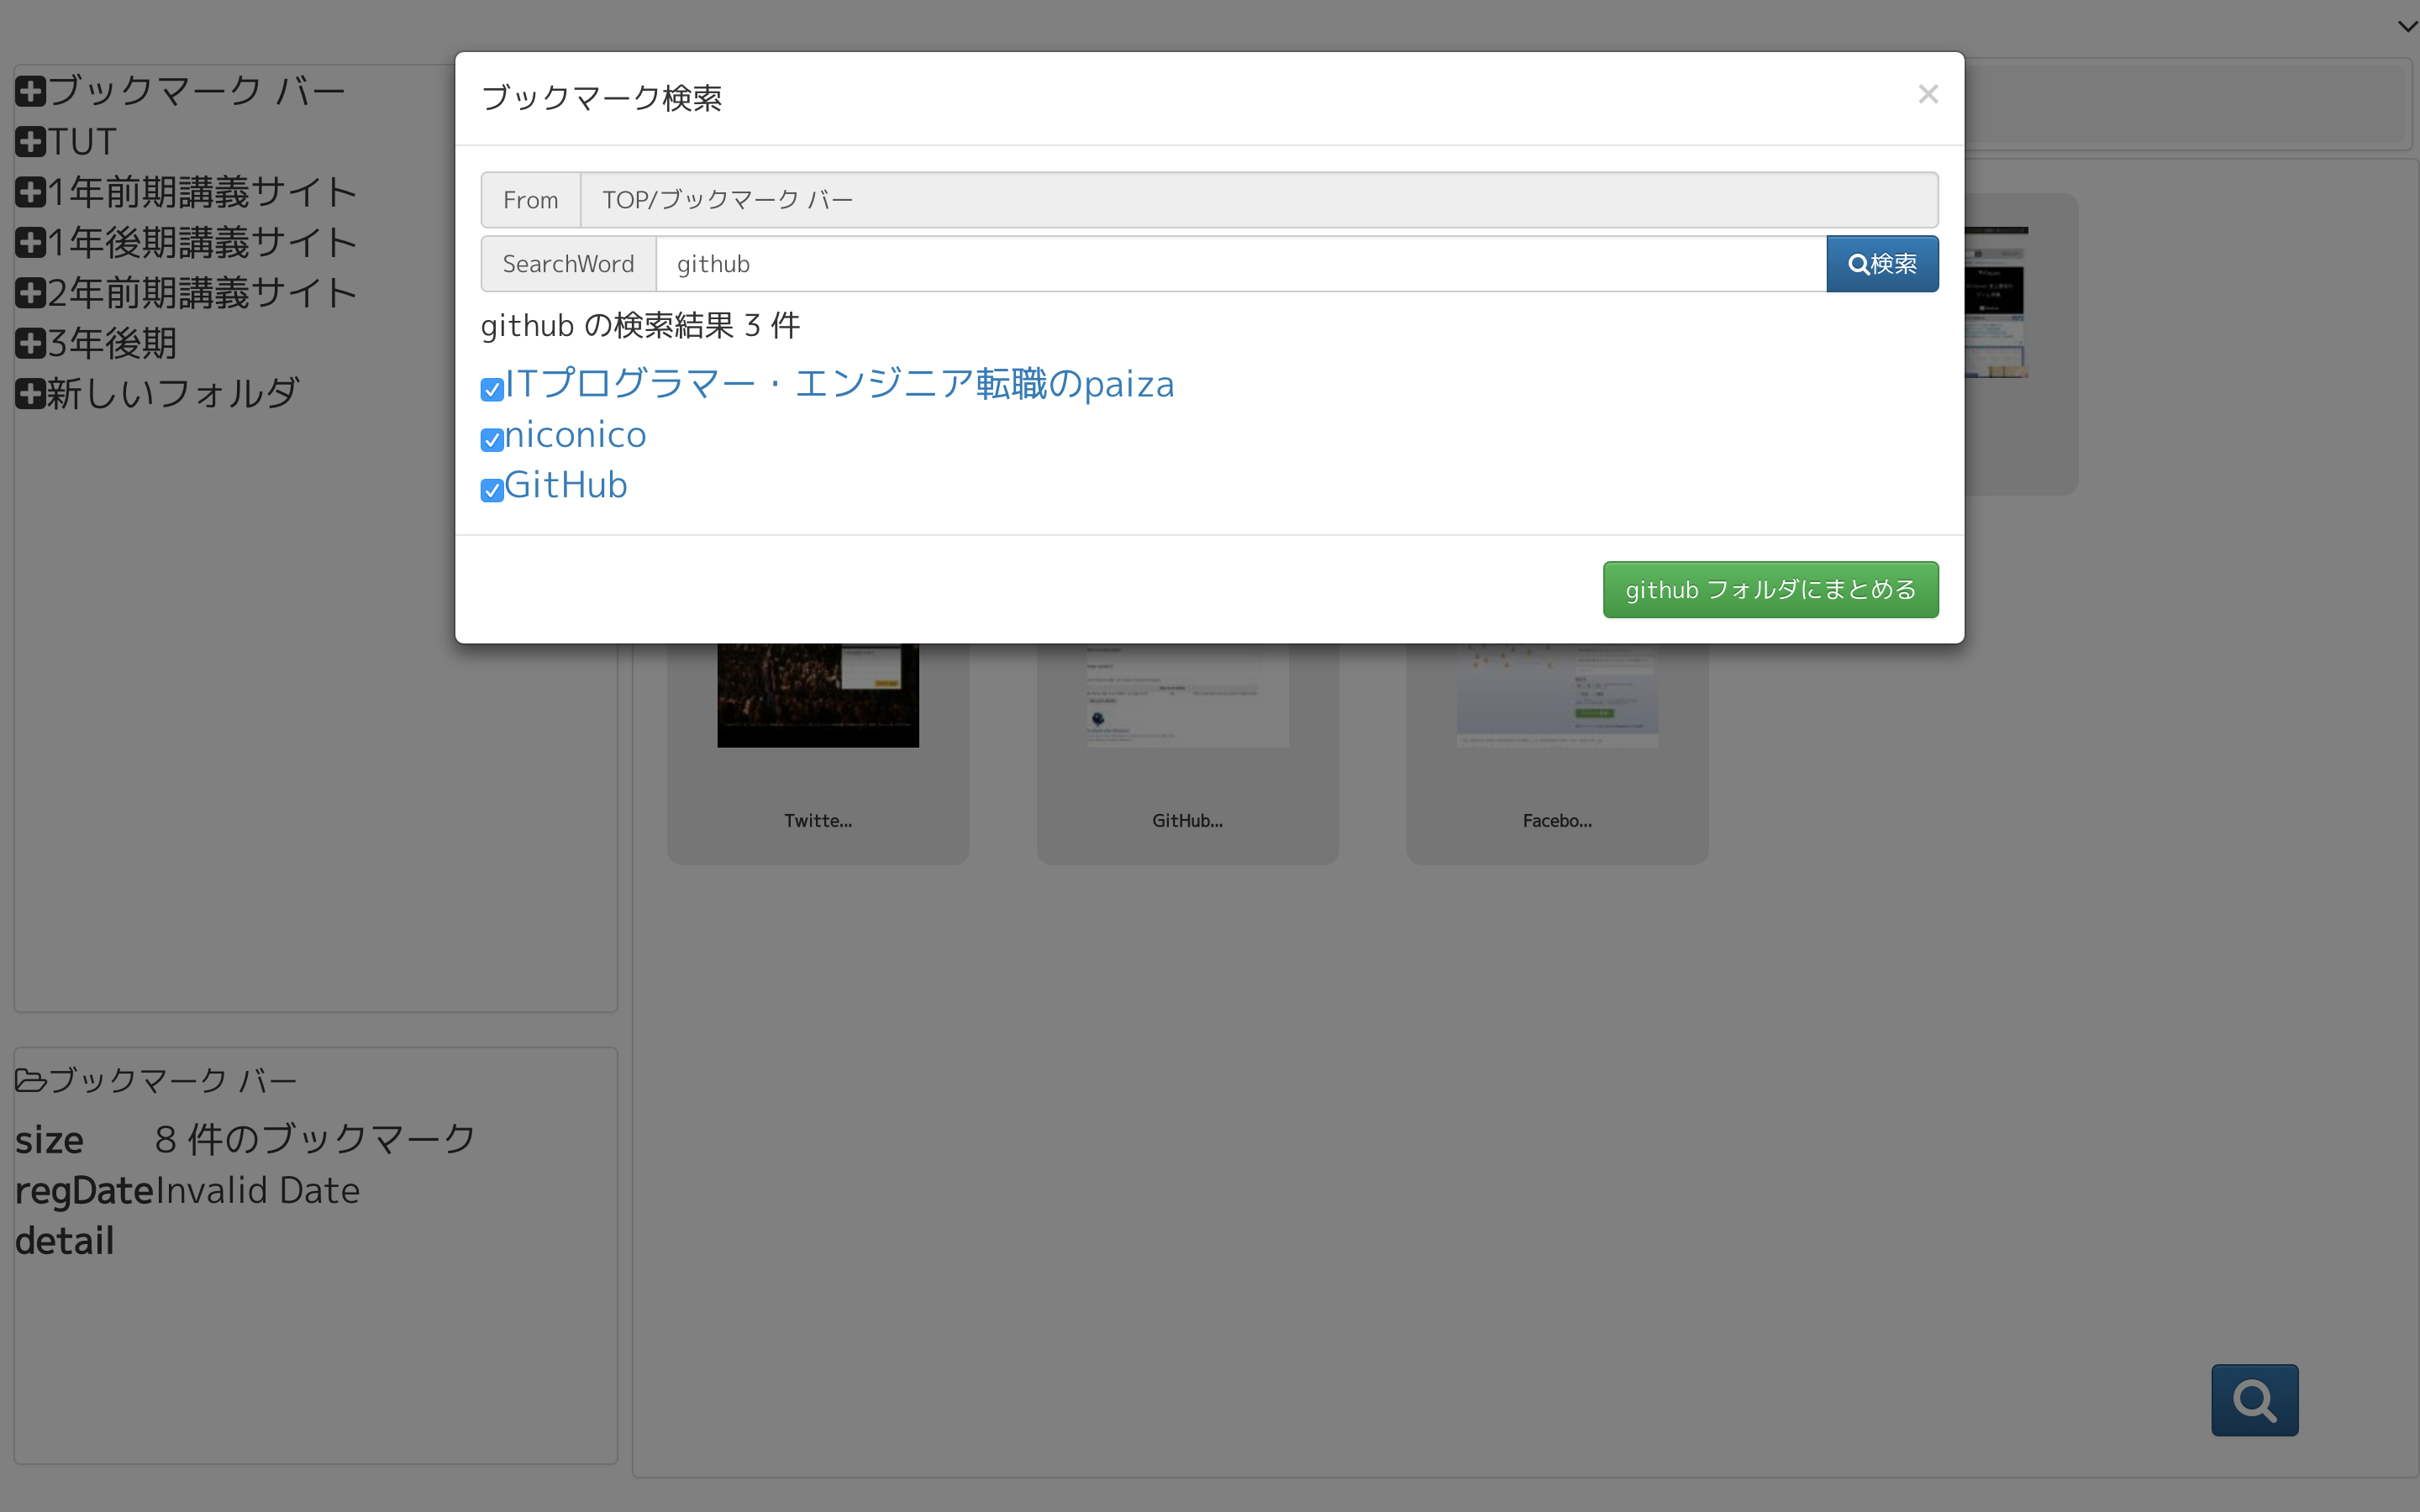 ブックマーク検索
×
From TOP/ブックマーク バー
SearchWord github 検索
github の検索結果 3 件
ITプログラマー・エンジニア転職のpaiza
niconico
GitHub
github フォルダにまとめる
ブックマーク バー
TUT
1年前期講義サイト
1年後期講義サイト
2年前期講義サイト
3年後期
新しいフォルダ
Twitte...
GitHub...
Facebo...
ブックマーク バー
size 8 件のブックマーク
regDate Invalid Date
detail